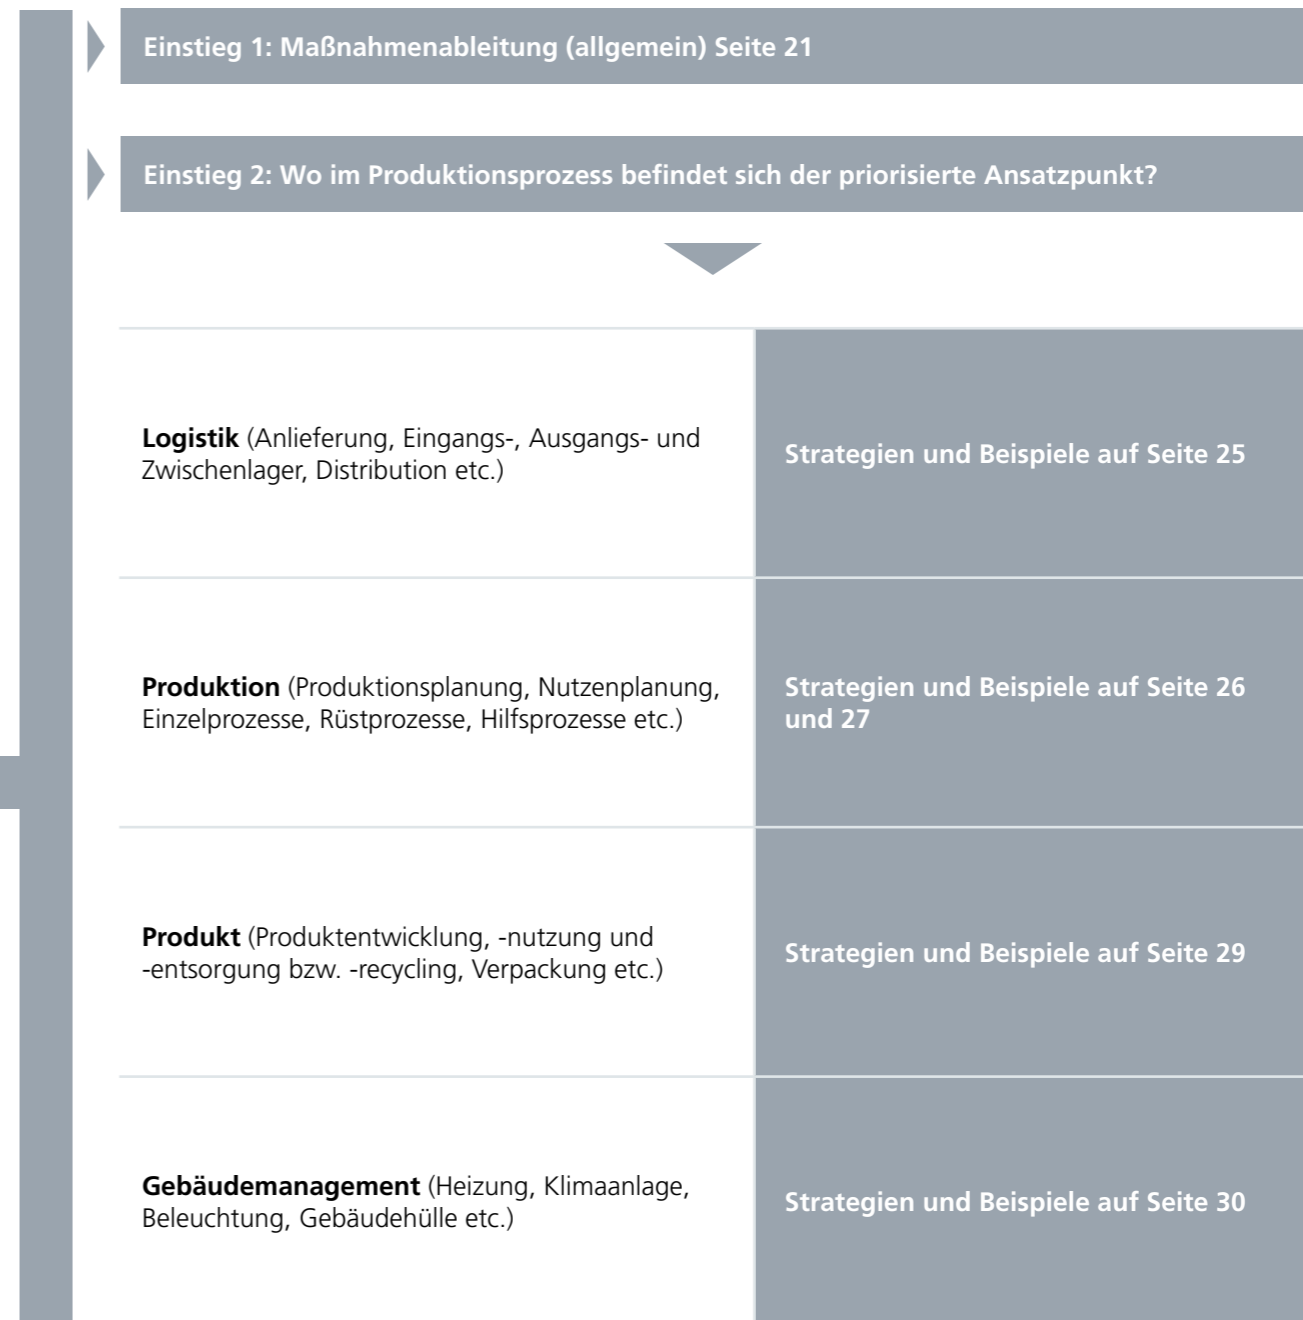 Einstieg 1: Maßnahmenableitung (allgemein) Seite 21
Einstieg 2: Wo im Produktionsprozess befindet sich der priorisierte Ansatzpunkt?
Logistik (Anlieferung, Eingangs-, Ausgangs- und
Zwischenlager, Distribution etc.)
Strategien und Beispiele auf Seite 25
Produktion (Produktionsplanung, Nutzenplanung,
Einzelprozesse, Rüstprozesse, Hilfsprozesse etc.)
Strategien und Beispiele auf Seite 26
und 27
Produkt (Produktentwicklung, -nutzung und
-entsorgung bzw. -recycling, Verpackung etc.)
Strategien und Beispiele auf Seite 29
Gebäudemanagement (Heizung, Klimaanlage,
Beleuchtung, Gebäudehülle etc.)
Strategien und Beispiele auf Seite 30